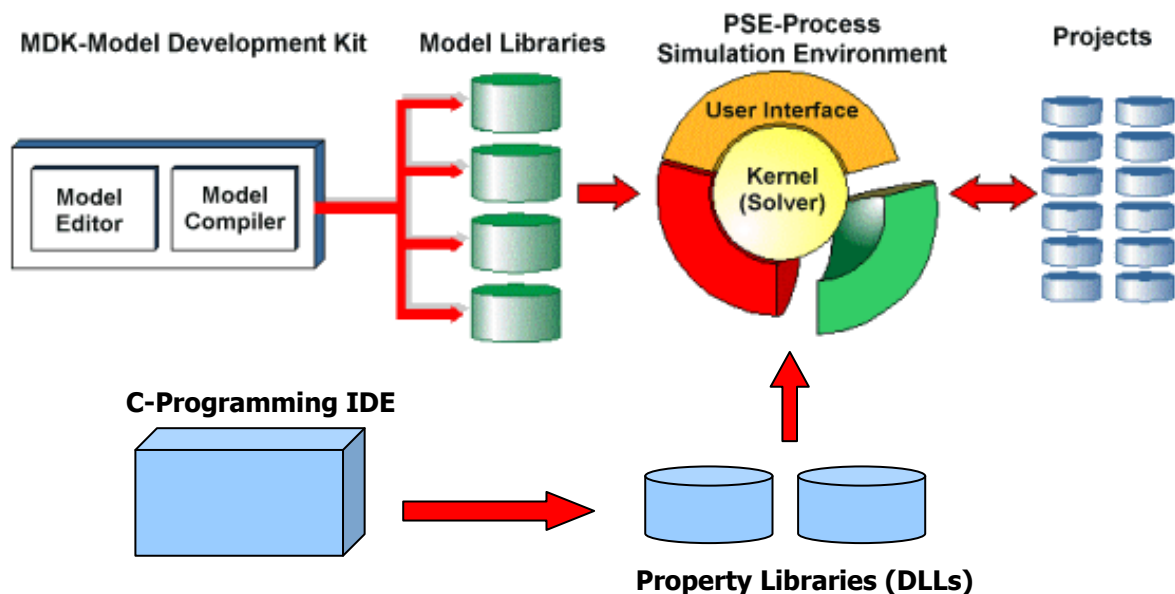 MDK-Model Development Kit
Model Libraries
PSE-Process
Simulation Environment
Projects
Model
Editor
Model
Compiler
User Interface
Kernel
(Solver)
C-Programming IDE
Property Libraries (DLLs)